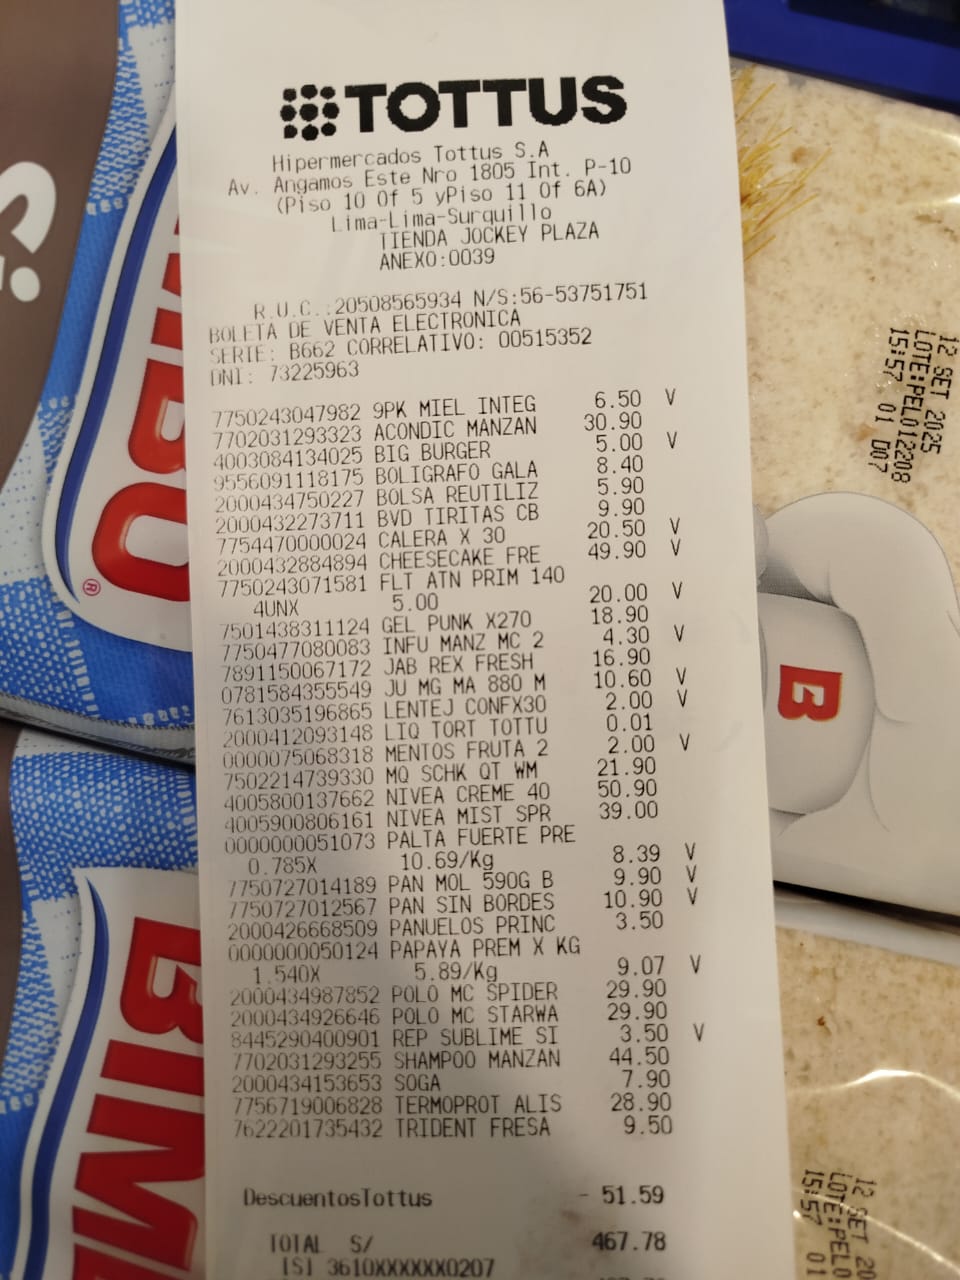 TOTTUS
Hipermercados Tottus S.A
Av. Angamos Este Nro 1805 Int. P-10
(Piso 10 Of 5 yPiso 11 Of 6A)
Lima-Lima-Surquillo
TIENDA JOCKEY PLAZA
ANEXO:0039
R.U.C.:20508565934 N/S:56-53751751
BOLETA DE VENTA ELECTRONICA
SERIE: B662 CORRELATIVO: 00515352
DNI: 73225963
7750243047982 9PK MIEL INTEG 6.50 V
7702031293323 ACONDIC MANZAN 30.90
4003084134025 BIG BURGER 5.00 V
9556091118175 BOLIGRAFO GALA 8.40
2000434750227 BOLSA REUTILIZ 5.90
2000432273711 BVD TIRITAS CB 9.90
7754470000024 CALERA X 30 20.50 V
2000432884894 CHEESECAKE FRE 49.90 V
7750243071581 FLT ATN PRIM 140
4UNX 5.00 20.00 V
7501438311124 GEL PUNK X270 18.90
7750477080083 INFU MANZ MC 2 4.30 V
7891150067172 JAB REX FRESH 16.90
0781584355549 JU MG MA 880 M 10.60 V
7613035196865 LENTEJ CONFX30 2.00 V
2000412093148 LIQ TORT TOTTU 0.01
0000075068318 MENTOS FRUTA 2 2.00 V
7502214739330 MQ SCHK QT WM 21.90
4005800137662 NIVEA CREME 40 50.90
4005900806161 NIVEA MIST SPR 39.00
0000000051073 PALTA FUERTE PRE
0.785X 10.69/Kg 8.39 V
7750727014189 PAN MOL 590G B 9.90 V
7750727012567 PAN SIN BORDES 10.90 V
2000426668509 PANUELOS PRINC 3.50
0000000050124 PAPAYA PREM X KG
1.540X 5.89/Kg 9.07 V
2000434987852 POLO MC SPIDER 29.90
2000434926646 POLO MC STARWA 29.90
8445290400901 REP SUBLIME SI 3.50 V
7702031293255 SHAMPOO MANZAN 44.50
2000434153653 SOGA 7.90
7756719006828 TERMOPROT ALIS 28.90
7622201735432 TRIDENT FRESA 9.50
DescuentosTottus - 51.59
TOTAL S/ 467.78
[S] 3610XXXXXX0207
12 SET 2025
LOTE:PEL012208
15:57 01 D07
B
®